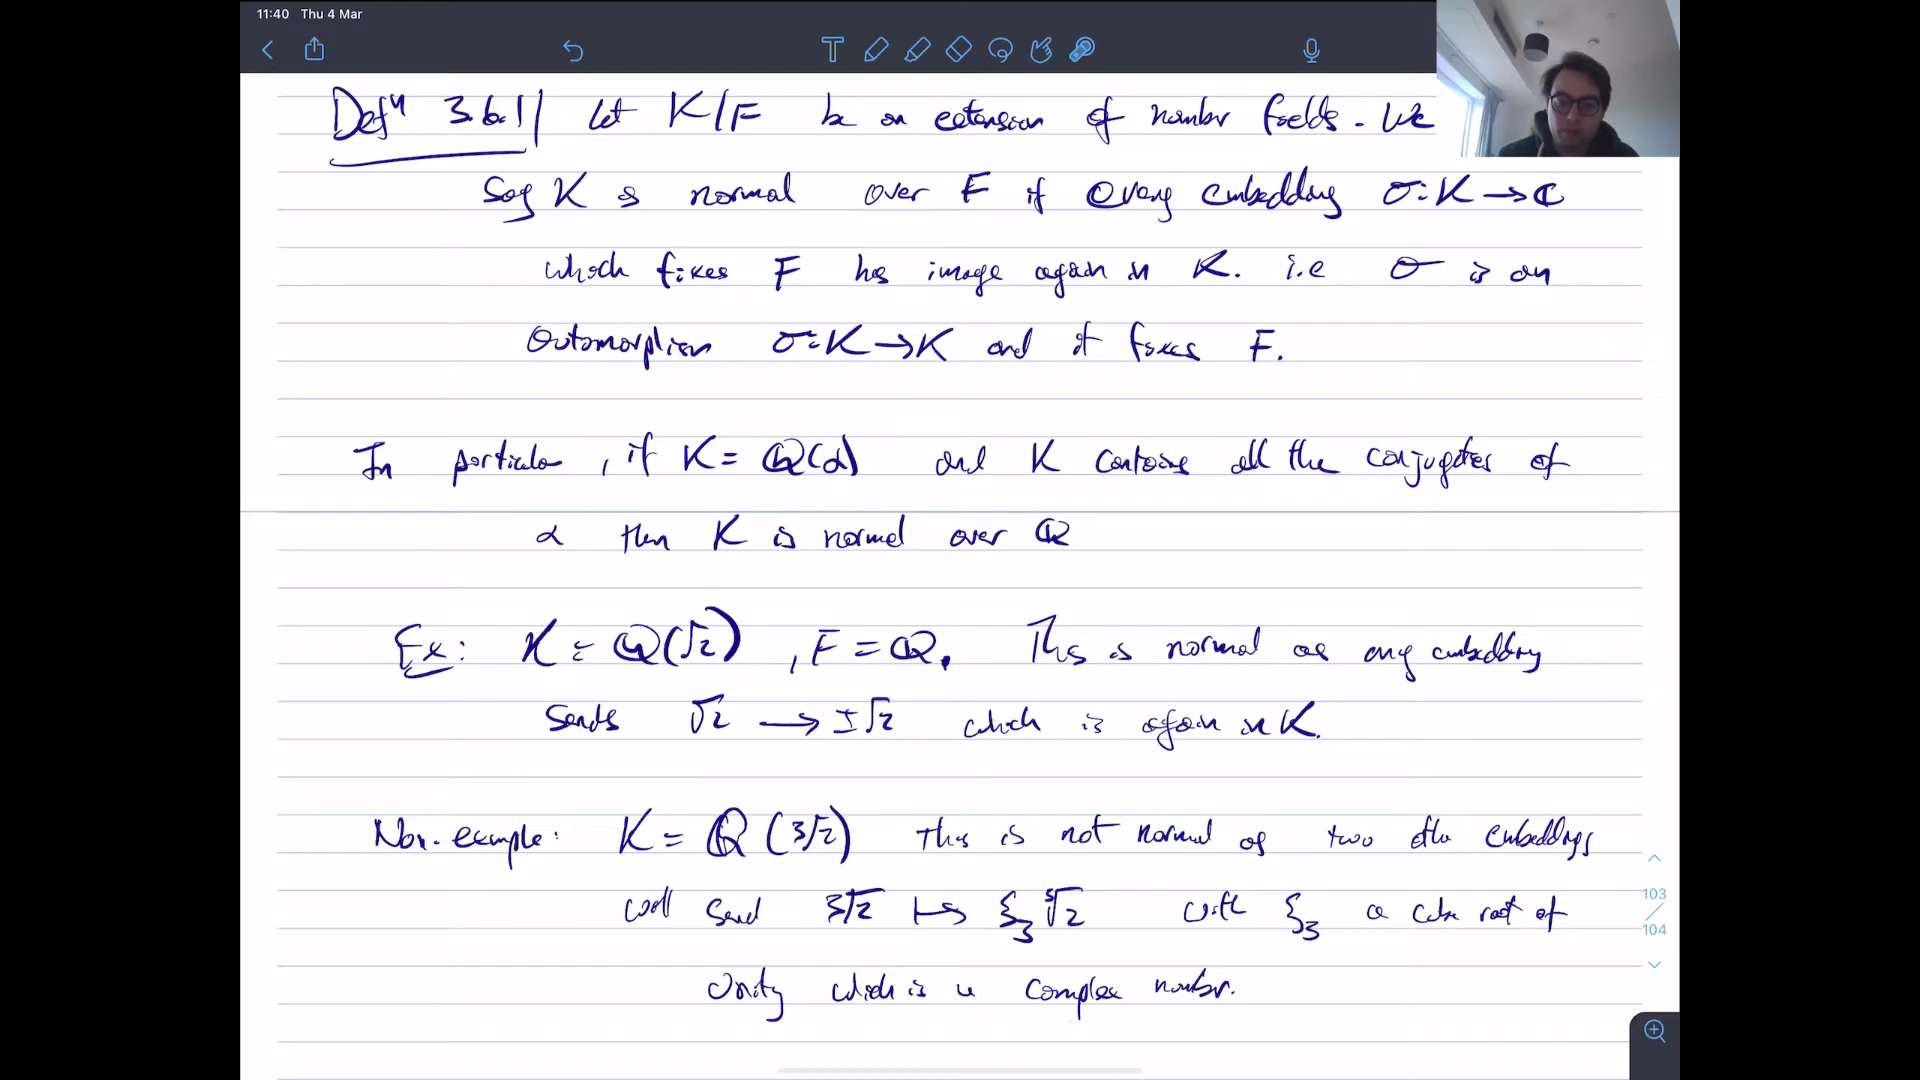 11:40 Thu 4 Mar
Defn 3.6.1 | Let K/F be an extension of number fields. We
say K is normal over F if every embedding σ: K → ℂ
which fixes F has image again in K. i.e σ is an
automorphism σ: K → K and it fixes F.
In particular, if K = ℚ(α) and K contains all the conjugates of
α then K is normal over ℚ
Ex: K = ℚ(√2), F = ℚ. This is normal as any embedding
sends √2 → ±√2 which is again in K.
Non-example: K = ℚ(3√2) This is not normal as two other embeddings
will send 3√2 ↦ ξ₃ 3√2 with ξ₃ a cube root of
unity which is a complex number.
103
104